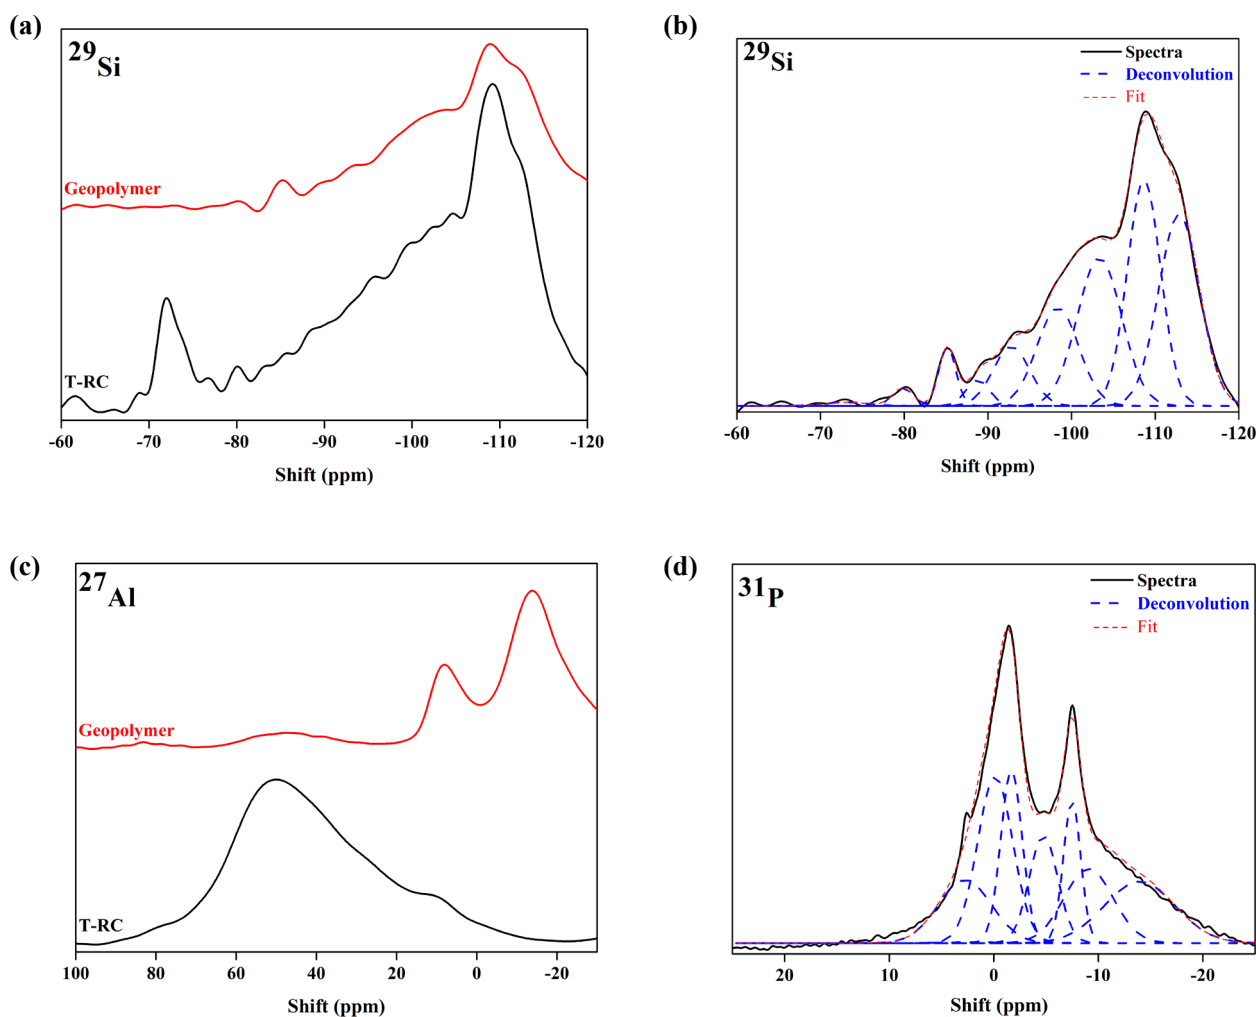 (a)
29Si
Geopolymer
T-RC
-60 -70 -80 -90 -100 -110 -120
Shift (ppm)
(b)
29Si
Spectra
Deconvolution
Fit
-60 -70 -80 -90 -100 -110 -120
Shift (ppm)
(c)
27Al
Geopolymer
T-RC
100 80 60 40 20 0 -20
Shift (ppm)
(d)
31P
Spectra
Deconvolution
Fit
20 10 0 -10 -20
Shift (ppm)